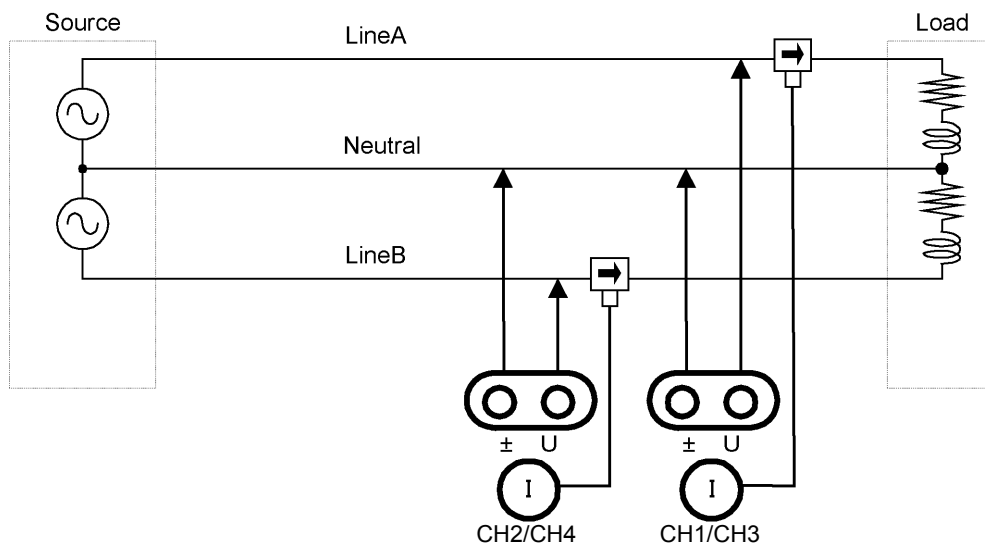 Source
Load
LineA
Neutral
LineB
± U
± U
I
I
CH2/CH4
CH1/CH3